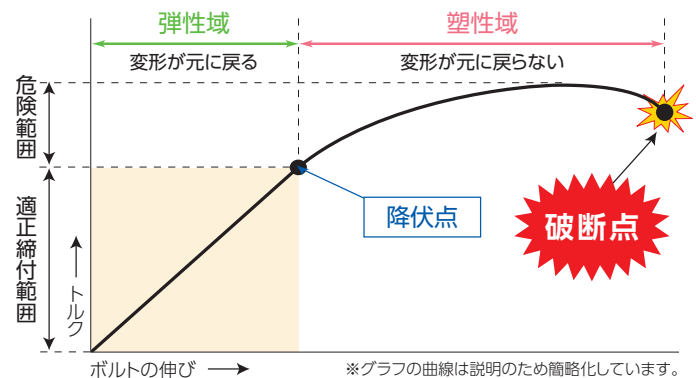 弾性域
塑性域
変形が元に戻る
変形が元に戻らない
危険範囲
適正締付範囲
トルク
降伏点
破断点
ボルトの伸び
※グラフの曲線は説明のため簡略化しています。